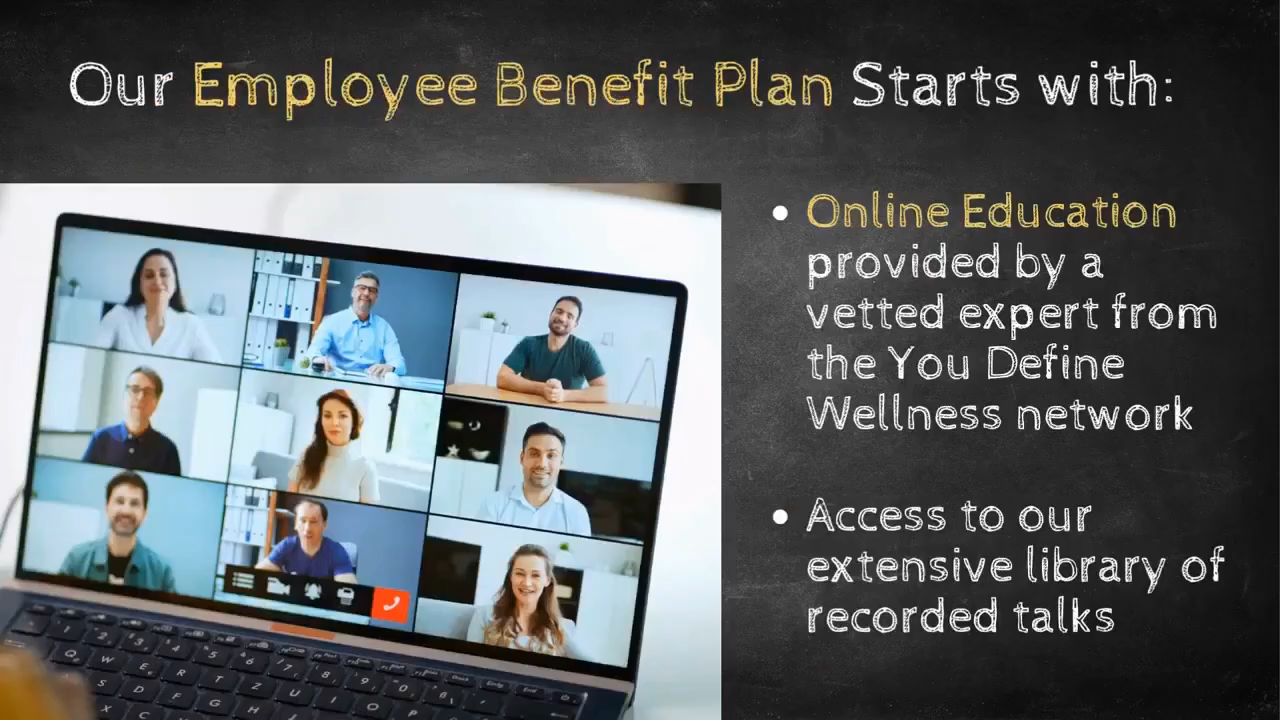 Our Employee Benefit Plan Starts with:
Online Education
provided by a
vetted expert from
the You Define
Wellness network
Access to our
extensive library of
recorded talks